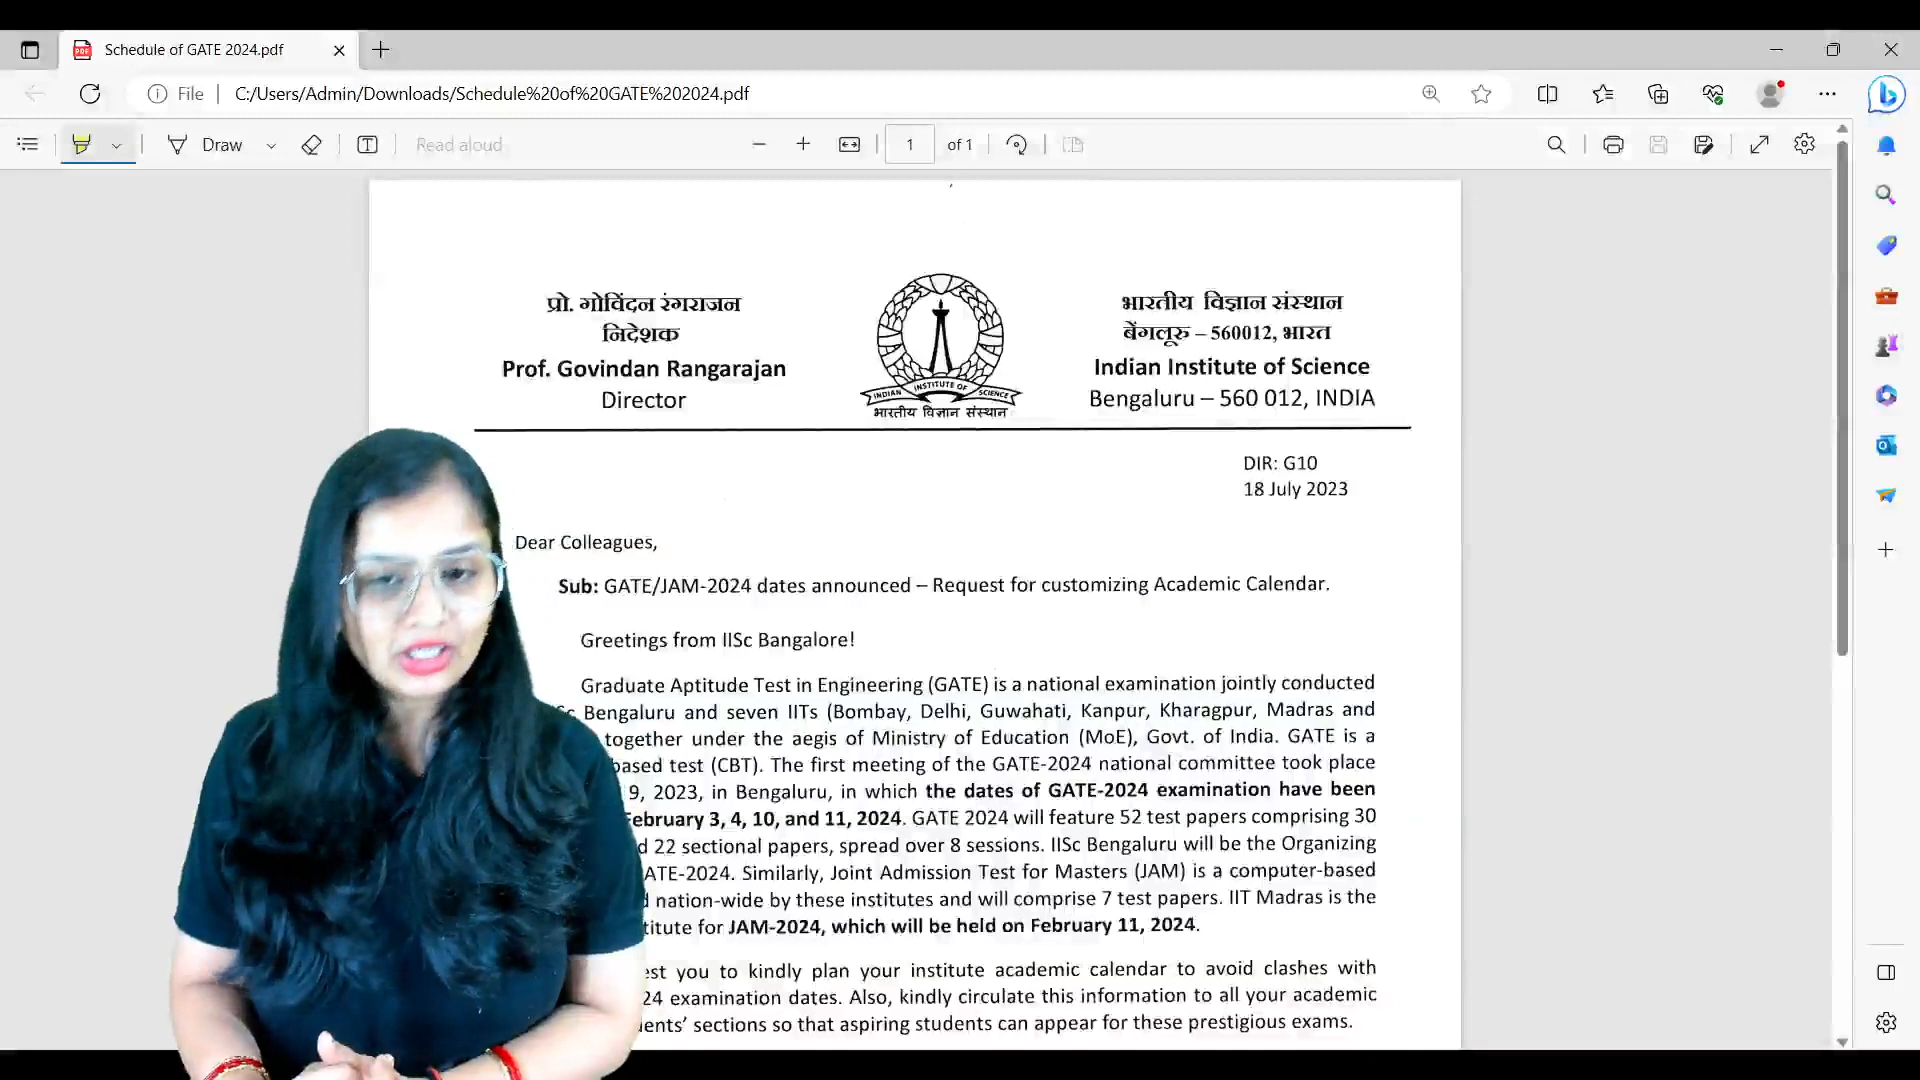 Schedule of GATE 2024.pdf
File
C:/Users/Admin/Downloads/Schedule%20of%20GATE%202024.pdf
Draw
Read aloud
1 of 1
प्रो. गोविंदन रंगराजन
निदेशक
Prof. Govindan Rangarajan
Director
INDIAN INSTITUTE OF SCIENCE
भारतीय विज्ञान संस्थान
भारतीय विज्ञान संस्थान
बेंगलूरु – 560012, भारत
Indian Institute of Science
Bengaluru – 560 012, INDIA
DIR: G10
18 July 2023
Dear Colleagues,
Sub: GATE/JAM-2024 dates announced – Request for customizing Academic Calendar.
Greetings from IISc Bangalore!
Graduate Aptitude Test in Engineering (GATE) is a national examination jointly conducted
Bengaluru and seven IITs (Bombay, Delhi, Guwahati, Kanpur, Kharagpur, Madras and
together under the aegis of Ministry of Education (MoE), Govt. of India. GATE is a
based test (CBT). The first meeting of the GATE-2024 national committee took place
9, 2023, in Bengaluru, in which the dates of GATE-2024 examination have been
February 3, 4, 10, and 11, 2024. GATE 2024 will feature 52 test papers comprising 30
22 sectional papers, spread over 8 sessions. IISc Bengaluru will be the Organizing
ATE-2024. Similarly, Joint Admission Test for Masters (JAM) is a computer-based
nation-wide by these institutes and will comprise 7 test papers. IIT Madras is the
titute for JAM-2024, which will be held on February 11, 2024.
est you to kindly plan your institute academic calendar to avoid clashes with
24 examination dates. Also, kindly circulate this information to all your academic
ents' sections so that aspiring students can appear for these prestigious exams.